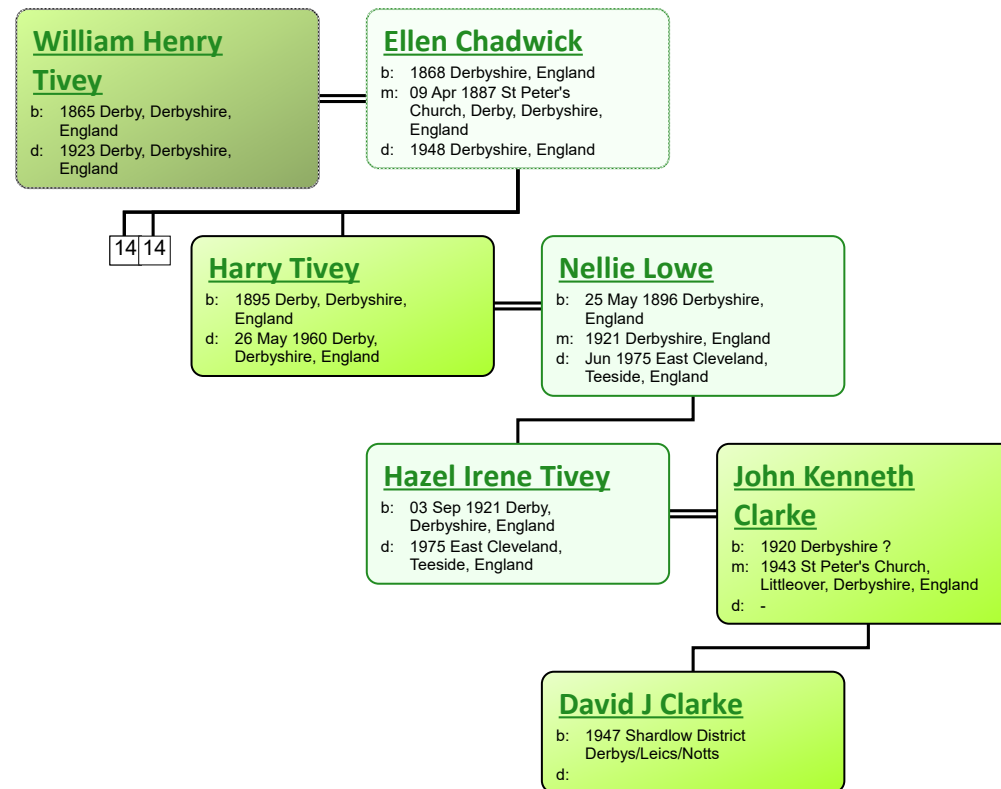 William Henry
Tivey
b: 1865 Derby, Derbyshire,
England
d: 1923 Derby, Derbyshire,
England
Ellen Chadwick
b: 1868 Derbyshire, England
m: 09 Apr 1887 St Peter's
Church, Derby, Derbyshire,
England
d: 1948 Derbyshire, England
14 14
Harry Tivey
b: 1895 Derby, Derbyshire,
England
d: 26 May 1960 Derby,
Derbyshire, England
Nellie Lowe
b: 25 May 1896 Derbyshire,
England
m: 1921 Derbyshire, England
d: Jun 1975 East Cleveland,
Teeside, England
Hazel Irene Tivey
b: 03 Sep 1921 Derby,
Derbyshire, England
d: 1975 East Cleveland,
Teeside, England
John Kenneth
Clarke
b: 1920 Derbyshire ?
m: 1943 St Peter's Church,
Littleover, Derbyshire, England
d: -
David J Clarke
b: 1947 Shardlow District
Derbys/Leics/Notts
d: